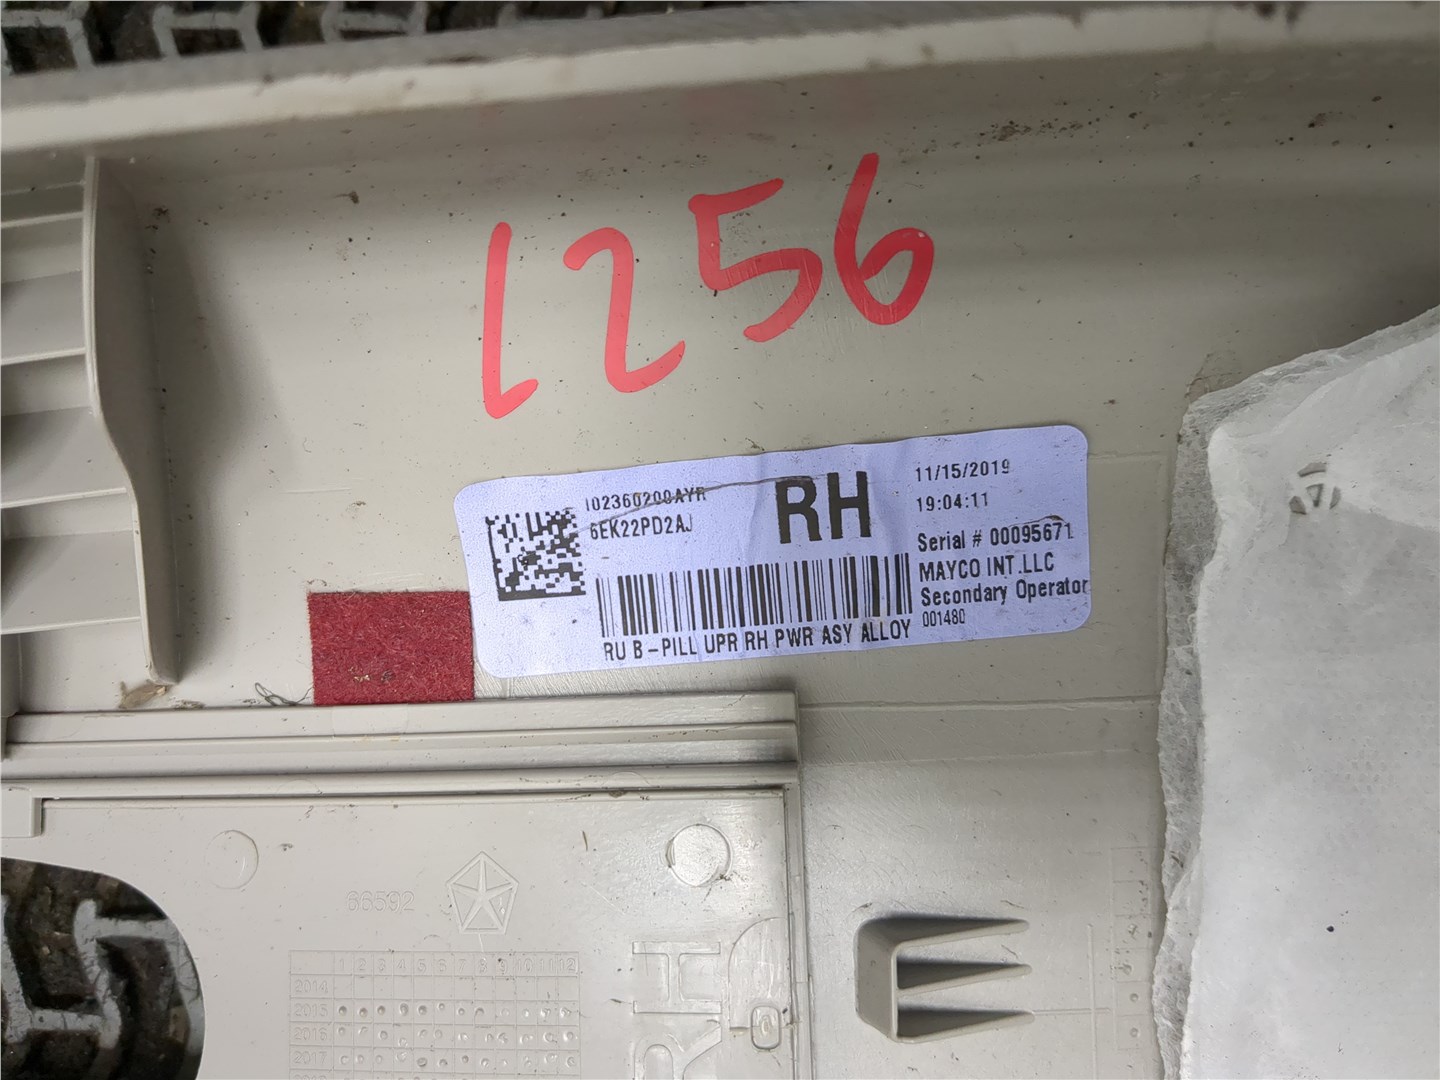 1256
I02360200AYR
6EK22PD2AJ
RH
11/15/2019
19:04:11
Serial # 00095671
MAYCO INT.LLC
Secondary Operator
001480
RU B-PILL UPR RH PWR ASY ALLOY
66592
1 2 3 4 5 6 7 8 9 10 11 12
2014
2015
2016
2017
RH